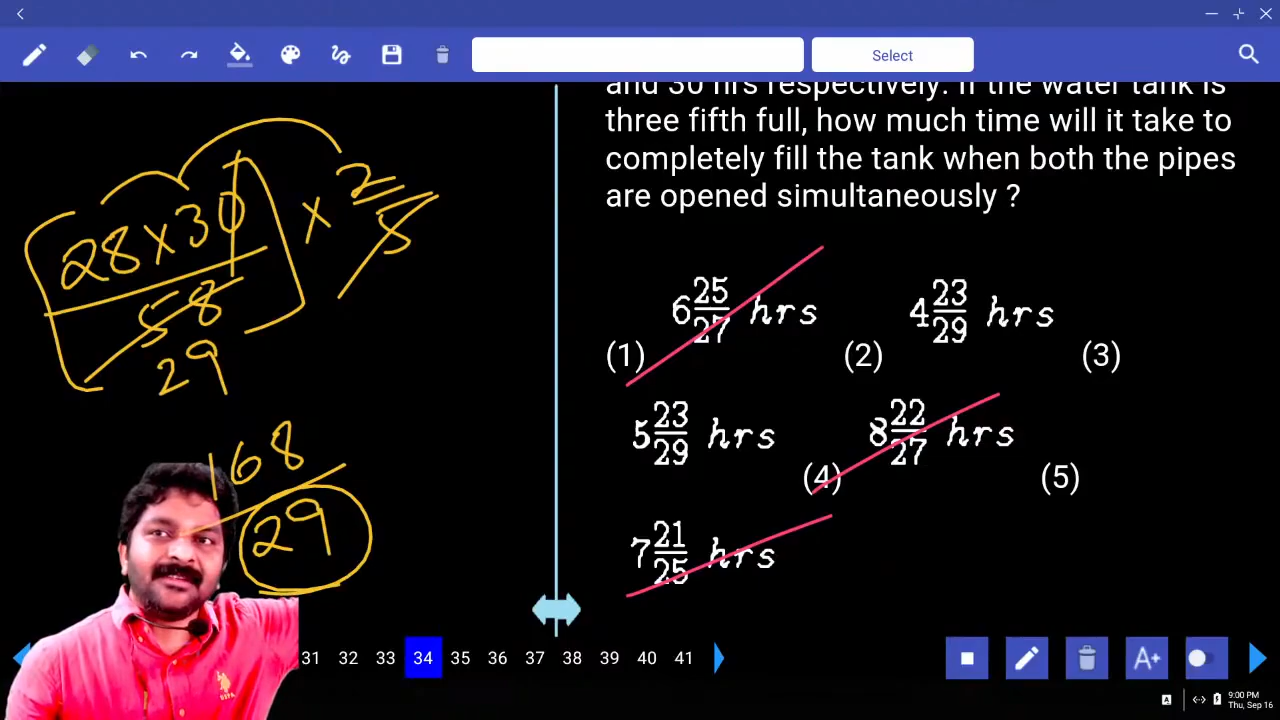 Select
and 30 hrs respectively. If the water tank is
three fifth full, how much time will it take to
completely fill the tank when both the pipes
are opened simultaneously ?
6 25/27 hrs 4 23/29 hrs
(1) (2) (3)
5 23/29 hrs 8 22/27 hrs
(4) (5)
7 21/25 hrs
28 x 30 x 2/5
58
29
168
29
31 32 33 34 35 36 37 38 39 40 41
A+
A
9:00 PM
Thu, Sep 16